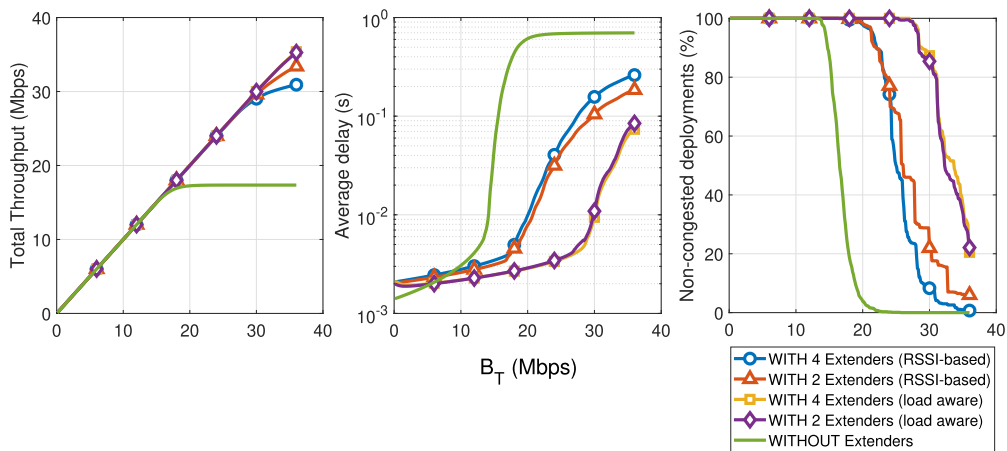 Total Throughput (Mbps)
40
30
20
10
0
0 10 20 30 40
Average delay (s)
10^0
10^-1
10^-2
10^-3
0 10 20 30 40
B_T (Mbps)
Non-congested deployments (%)
100
80
60
40
20
0
0 10 20 30 40
WITH 4 Extenders (RSSI-based)
WITH 2 Extenders (RSSI-based)
WITH 4 Extenders (load aware)
WITH 2 Extenders (load aware)
WITHOUT Extenders